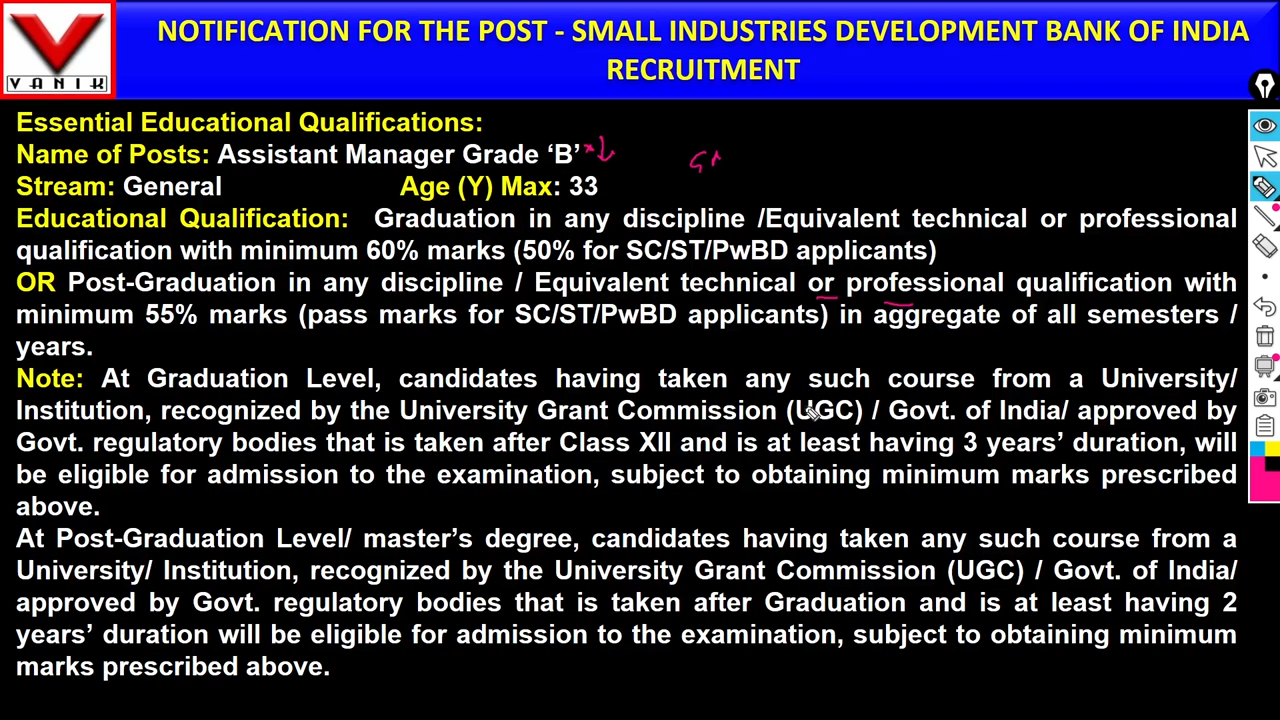 NOTIFICATION FOR THE POST - SMALL INDUSTRIES DEVELOPMENT BANK OF INDIA
RECRUITMENT
VANIK
Essential Educational Qualifications:
Name of Posts: Assistant Manager Grade ‘B’
Stream: General Age (Y) Max: 33
Educational Qualification: Graduation in any discipline /Equivalent technical or professional
qualification with minimum 60% marks (50% for SC/ST/PwBD applicants)
OR Post-Graduation in any discipline / Equivalent technical or professional qualification with
minimum 55% marks (pass marks for SC/ST/PwBD applicants) in aggregate of all semesters /
years.
Note: At Graduation Level, candidates having taken any such course from a University/
Institution, recognized by the University Grant Commission (UGC) / Govt. of India/ approved by
Govt. regulatory bodies that is taken after Class XII and is at least having 3 years’ duration, will
be eligible for admission to the examination, subject to obtaining minimum marks prescribed
above.
At Post-Graduation Level/ master’s degree, candidates having taken any such course from a
University/ Institution, recognized by the University Grant Commission (UGC) / Govt. of India/
approved by Govt. regulatory bodies that is taken after Graduation and is at least having 2
years’ duration will be eligible for admission to the examination, subject to obtaining minimum
marks prescribed above.